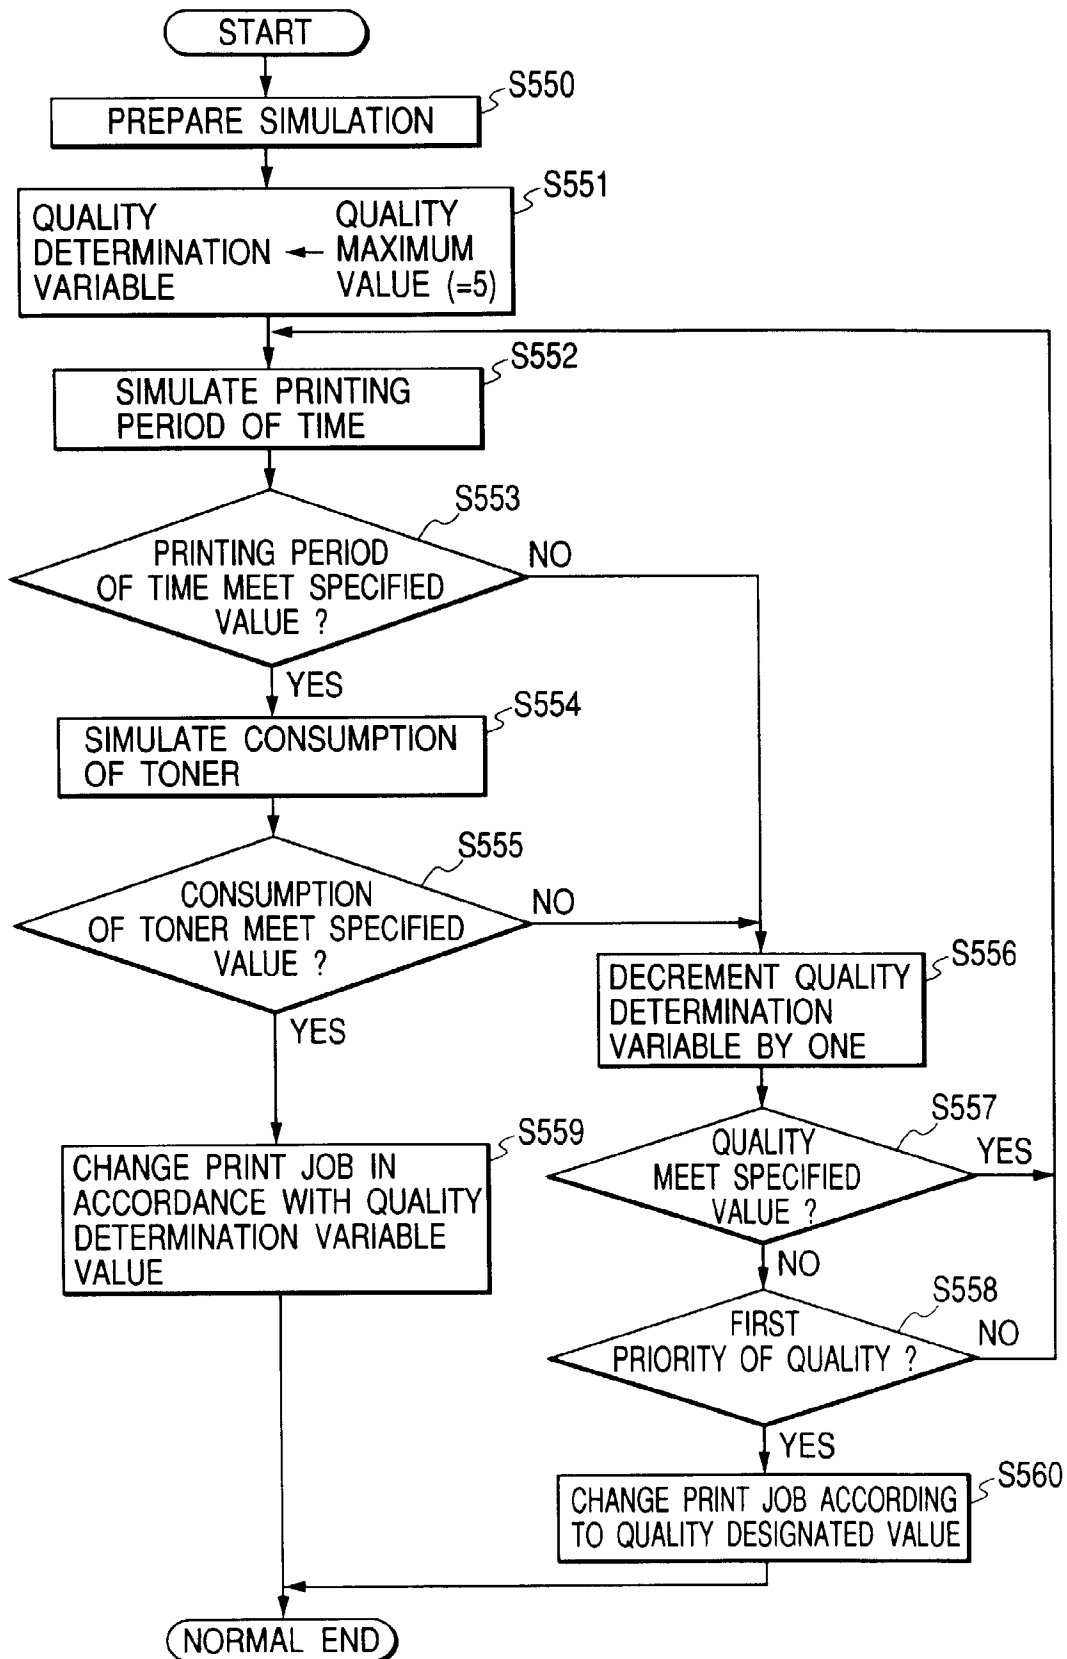 START
S550
PREPARE SIMULATION
S551
QUALITY
DETERMINATION
VARIABLE
QUALITY
MAXIMUM
VALUE (=5)
S552
SIMULATE PRINTING
PERIOD OF TIME
S553
PRINTING PERIOD
OF TIME MEET SPECIFIED
VALUE ?
NO
YES
S554
SIMULATE CONSUMPTION
OF TONER
S555
CONSUMPTION
OF TONER MEET SPECIFIED
VALUE ?
NO
YES
S556
DECREMENT QUALITY
DETERMINATION
VARIABLE BY ONE
S557
QUALITY
MEET SPECIFIED
VALUE ?
YES
NO
S559
CHANGE PRINT JOB IN
ACCORDANCE WITH QUALITY
DETERMINATION VARIABLE
VALUE
S558
FIRST
PRIORITY OF QUALITY ?
NO
YES
S560
CHANGE PRINT JOB ACCORDING
TO QUALITY DESIGNATED VALUE
NORMAL END